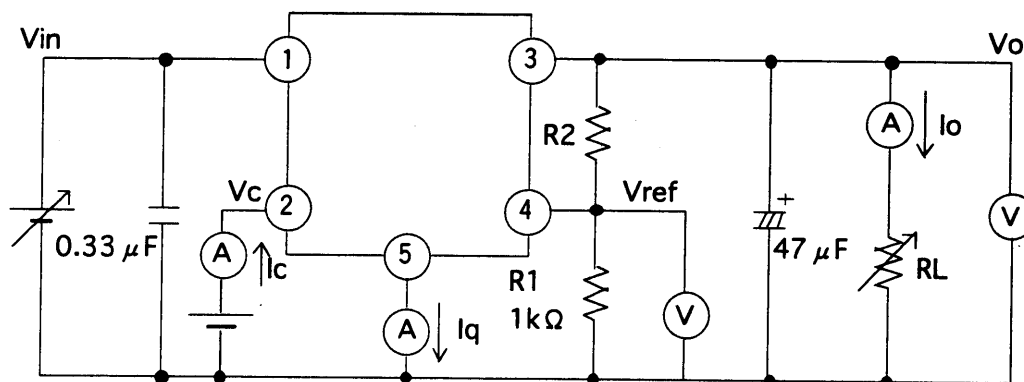 Vin
1
3
Vo
A
Io
R2
Vc
2
4
Vref
V
0.33 μF
A
Ic
5
R1
1kΩ
+
47 μF
RL
A
Iq
V